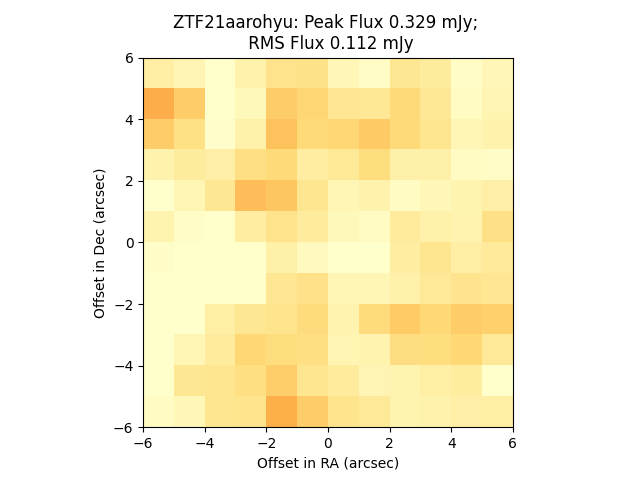 ZTF21aarohyu: Peak Flux 0.329 mJy;
RMS Flux 0.112 mJy
6
4
2
0
−2
−4
−6
Offset in Dec (arcsec)
−6 −4 −2 0 2 4 6
Offset in RA (arcsec)